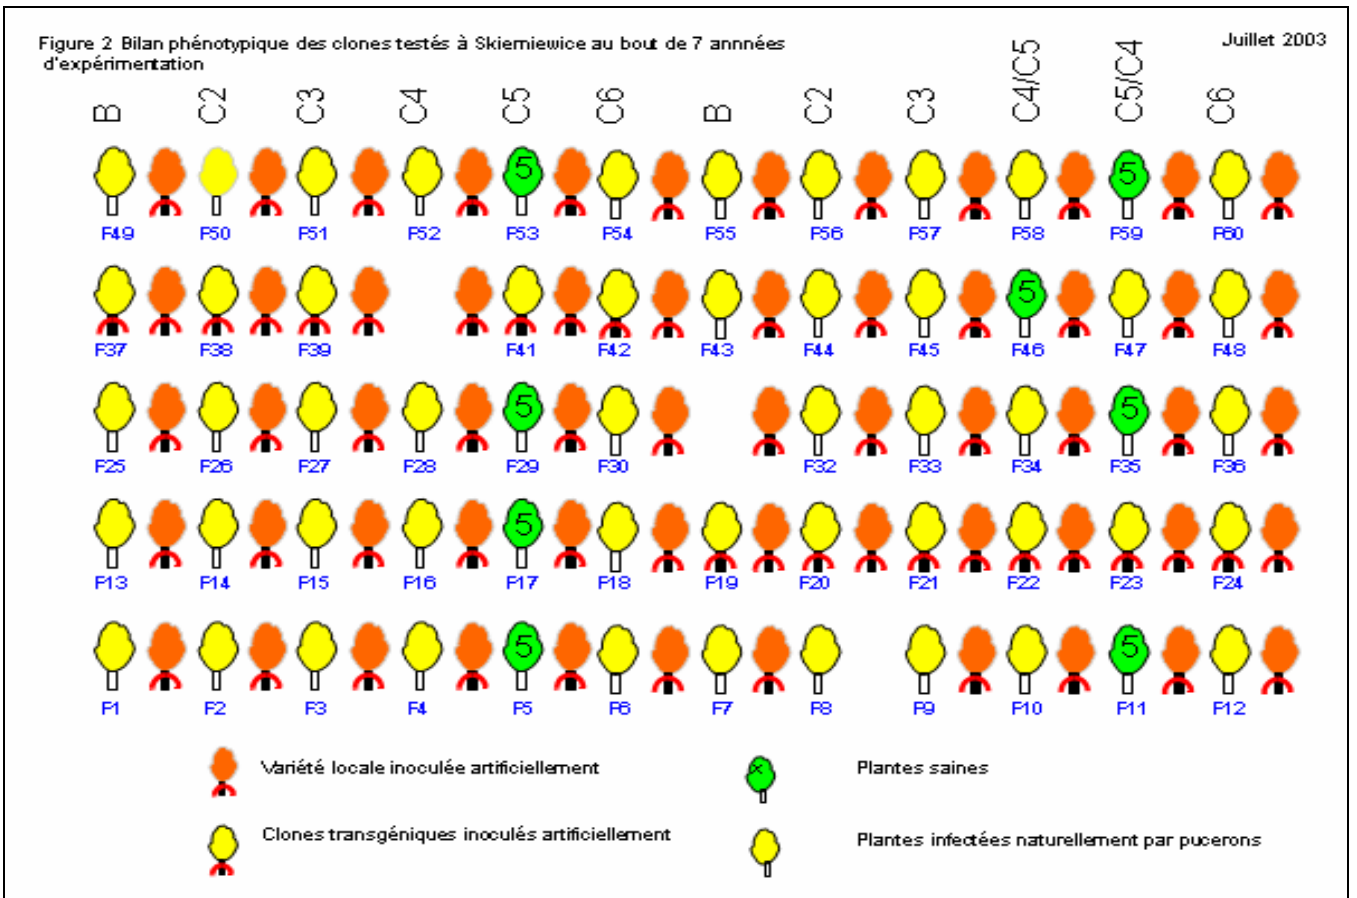 Figure 2 Bilan phénotypique des clones testés à Skierniewice au bout de 7 annnées
d'expérimentation
Juillet 2003
B C2 C3 C4 C5 C6 B C2 C3 C4/C5 C5/C4 C6
5 5
F49 F50 F51 F52 F53 F54 F55 F56 F57 F58 F59 F60
5
F37 F38 F39 F41 F42 F43 F44 F45 F46 F47 F48
5 5
F25 F26 F27 F28 F29 F30 F32 F33 F34 F35 F36
5
F13 F14 F15 F16 F17 F18 F19 F20 F21 F22 F23 F24
5 5
F1 F2 F3 F4 F5 F6 F7 F8 F9 F10 F11 F12
Variété locale inoculée artificiellement
x Plantes saines
Clones transgéniques inoculés artificiellement
Plantes infectées naturellement par pucerons